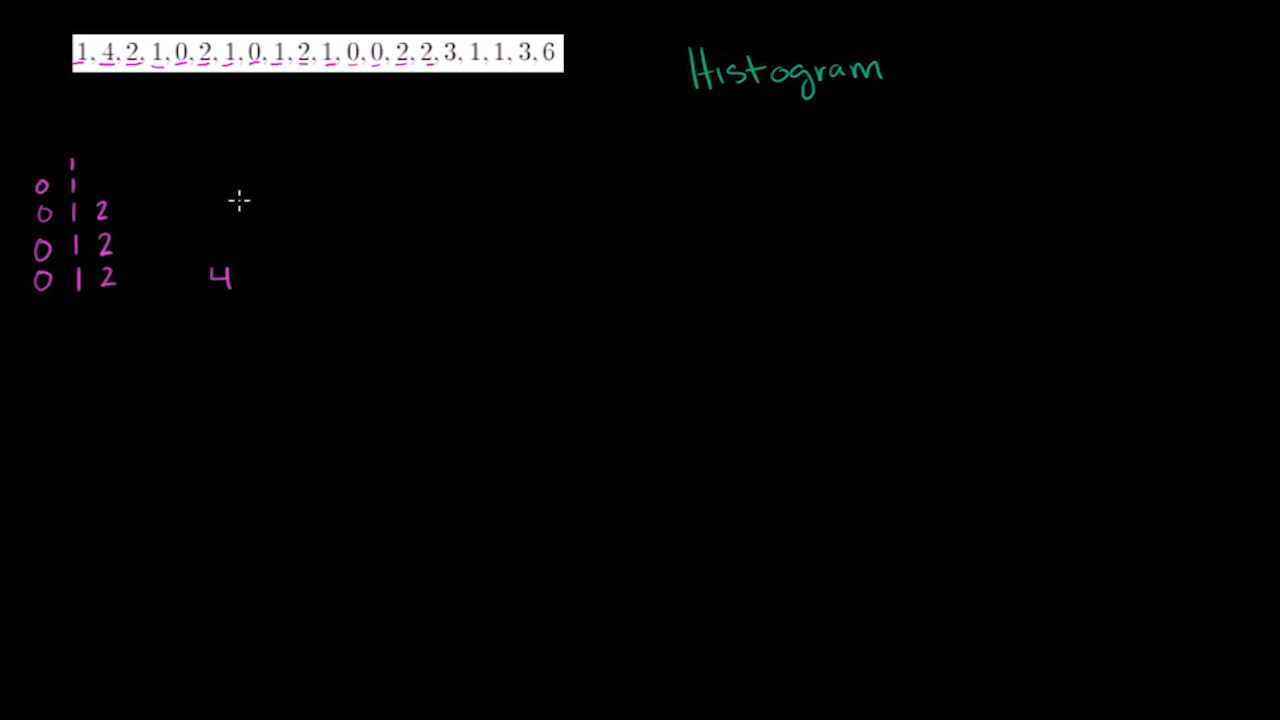 1, 4, 2, 1, 0, 2, 1, 0, 1, 2, 1, 0, 0, 2, 2, 3, 1, 1, 3, 6
Histogram
1
0 1
0 1 2
0 1 2
0 1 2 4